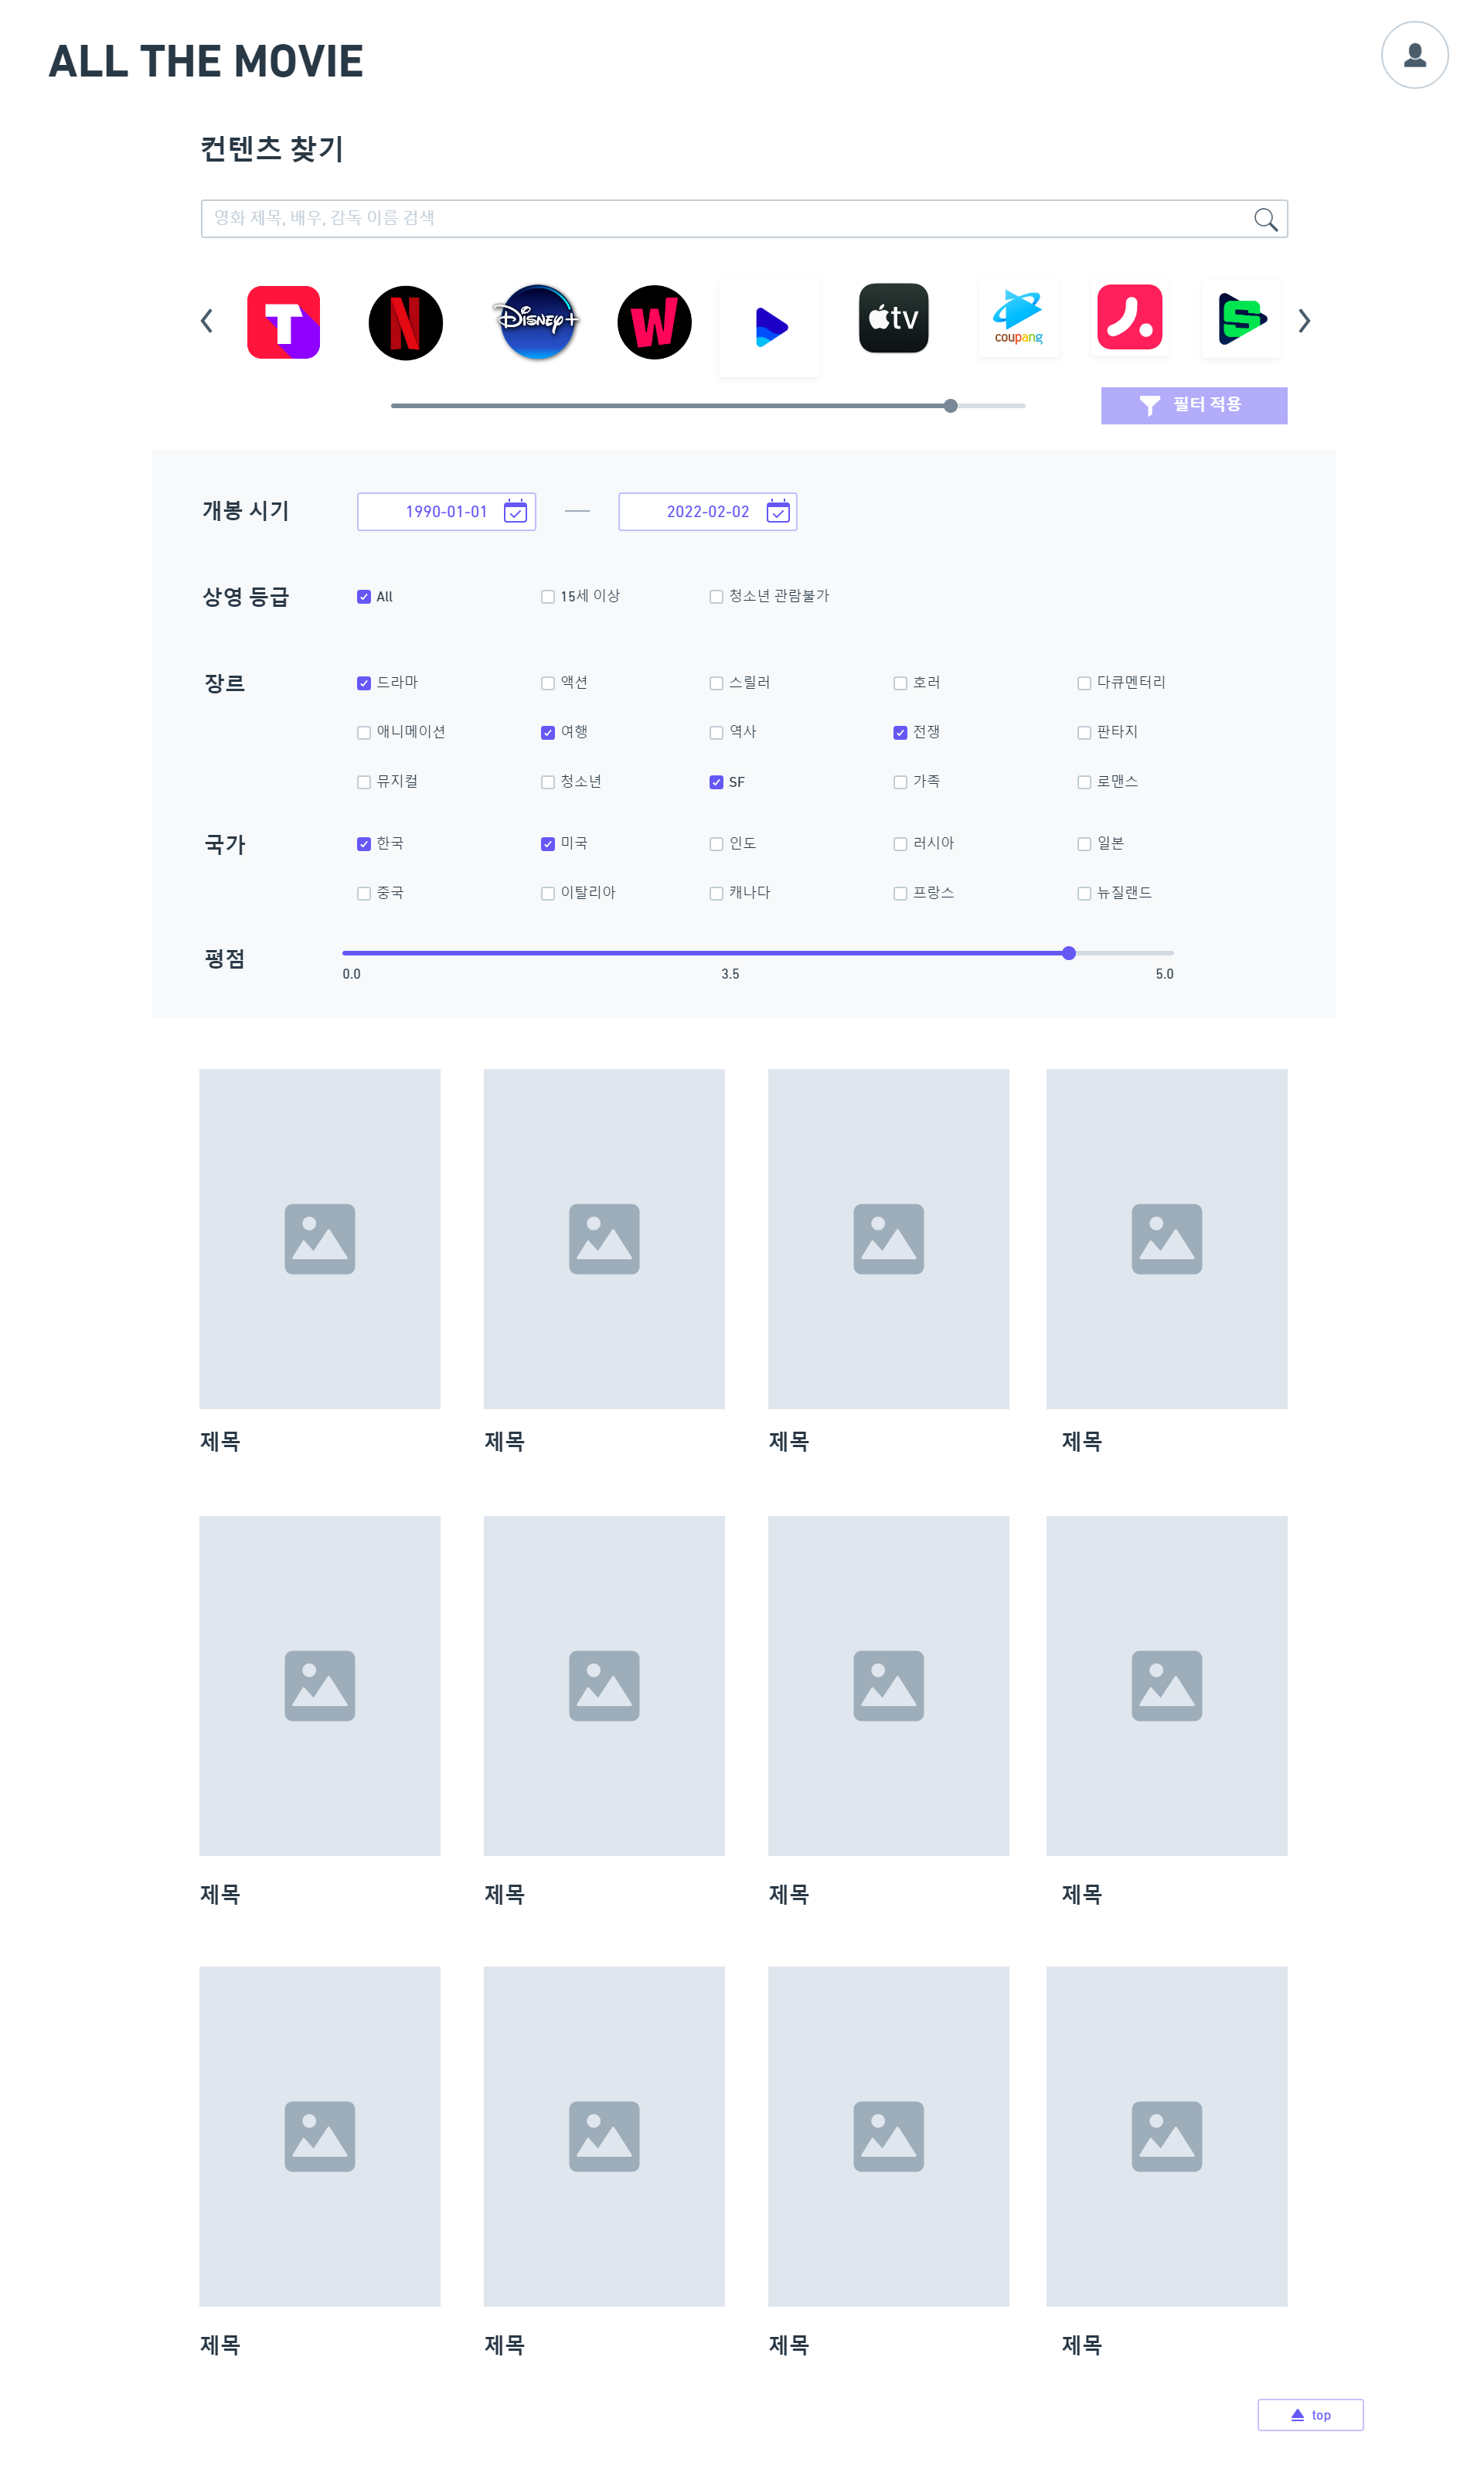 ALL THE MOVIE
컨텐츠 찾기
영화 제목, 배우, 감독 이름 검색
T N Disney+ W tv coupang S
필터 적용
개봉 시기 1990-01-01 — 2022-02-02
상영 등급 All 15세 이상 청소년 관람불가
장르 드라마 액션 스릴러 호러 다큐멘터리
애니메이션 여행 역사 전쟁 판타지
뮤지컬 청소년 SF 가족 로맨스
국가 한국 미국 인도 러시아 일본
중국 이탈리아 캐나다 프랑스 뉴질랜드
평점
0.0 3.5 5.0
제목 제목 제목 제목
제목 제목 제목 제목
제목 제목 제목 제목
top